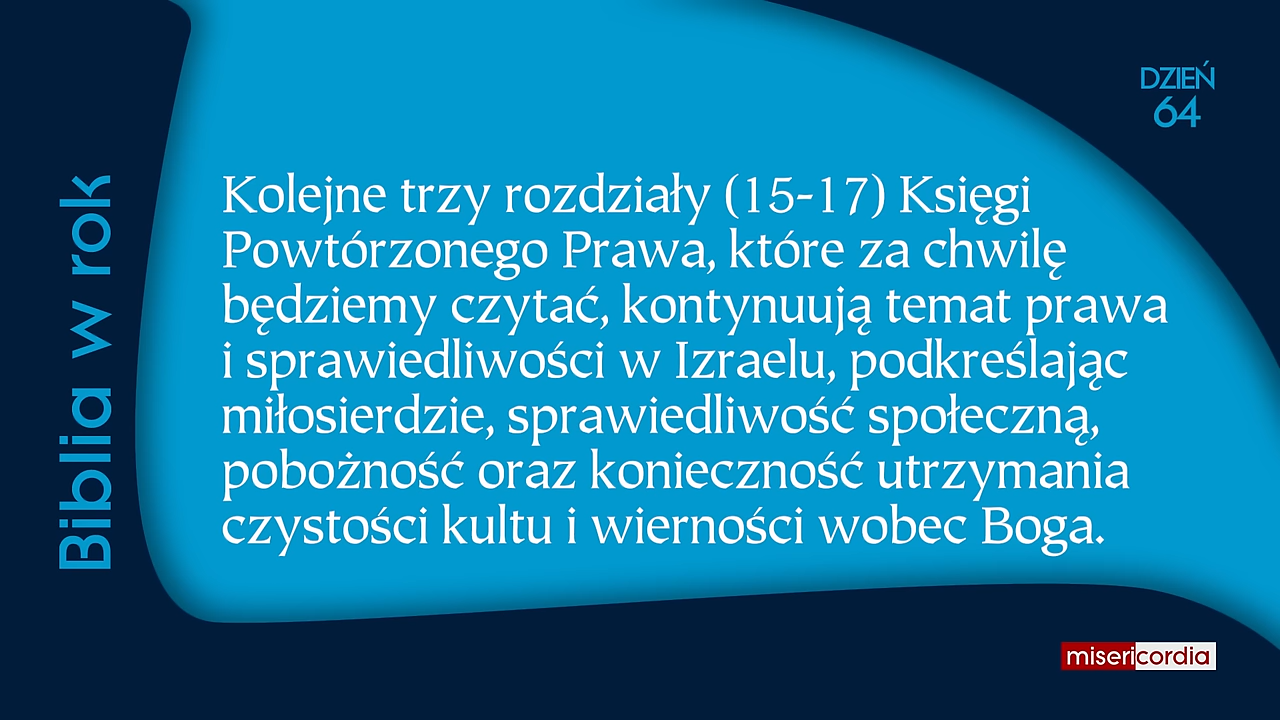 DZIEŃ
64
Biblia w rok
Kolejne trzy rozdziały (15-17) Księgi
Powtórzonego Prawa, które za chwilę
będziemy czytać, kontynuują temat prawa
i sprawiedliwości w Izraelu, podkreślając
miłosierdzie, sprawiedliwość społeczną,
pobożność oraz konieczność utrzymania
czystości kultu i wierności wobec Boga.
misericordia